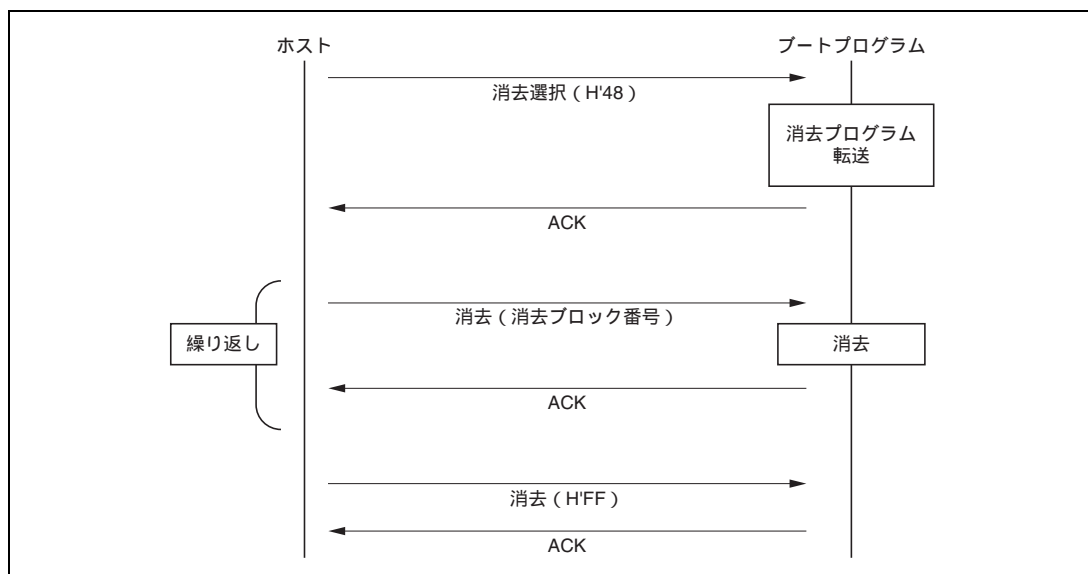 ホスト
ブートプログラム
消去選択（H'48）
消去プログラム
転送
ACK
消去（消去ブロック番号）
繰り返し
消去
ACK
消去（H'FF）
ACK